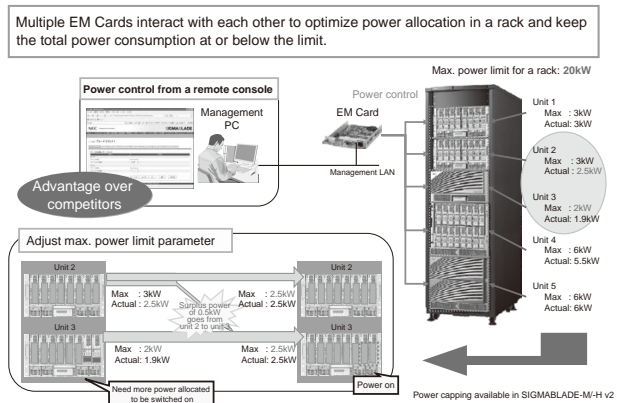 Multiple EM Cards interact with each other to optimize power allocation in a rack and keep
the total power consumption at or below the limit.
Max. power limit for a rack: 20kW
Power control from a remote console
Management
PC
Power control
EM Card
Management LAN
NEC
SIGMABLADE
Advantage over
competitors
Unit 1
Max : 3kW
Actual: 3kW
Unit 2
Max : 3kW
Actual : 2.5kW
Unit 3
Max : 2kW
Actual: 1.9kW
Unit 4
Max : 6kW
Actual: 5.5kW
Unit 5
Max : 6kW
Actual: 6kW
Adjust max. power limit parameter
Unit 2
Max : 3kW
Actual : 2.5kW
Surplus power
of 0.5kW
goes from
unit 2 to unit 3
Max : 2.5kW
Actual: 2.5kW
Unit 2
Unit 3
Max : 2kW
Actual: 1.9kW
Max : 2.5kW
Actual: 2.5kW
Unit 3
Need more power allocated
to be switched on
Power on
Power capping available in SIGMABLADE-M/-H v2